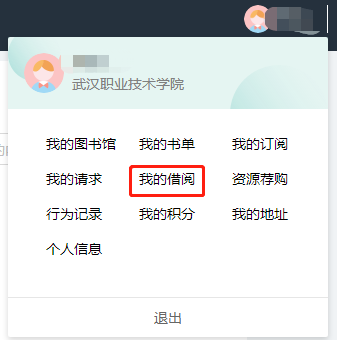 武汉职业技术学院
我的图书馆 我的书单 我的订阅
我的请求 我的借阅 资源荐购
行为记录 我的积分 我的地址
个人信息
退出